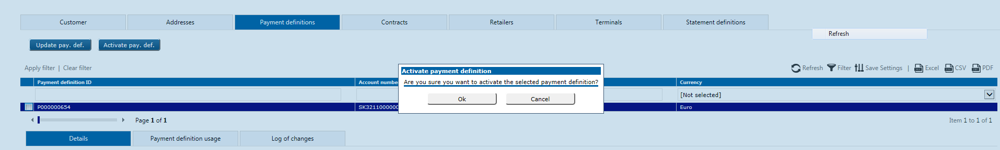 Customer Addresses Payment definitions Contracts Retailers Terminals Statement definitions
Refresh
Update pay. def. Activate pay. def.
Apply filter | Clear filter
Refresh Filter Save Settings | Excel CSV PDF
Activate payment definition
Are you sure you want to activate the selected payment definition?
Ok Cancel
Payment definition ID Account number Currency
[Not selected]
P000000654 SK3211000000 Euro
Page 1 of 1 Item 1 to 1 of 1
Details Payment definition usage Log of changes